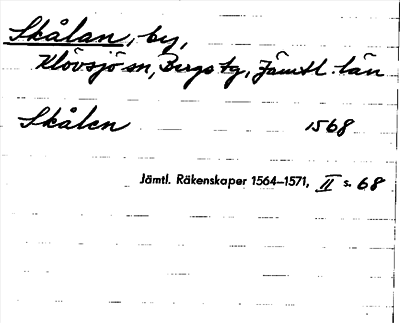 Skålan, by,
Klövsjö sn, Bergs tg, Jämtl. län
Skålen 1568
Jämtl. Räkenskaper 1564–1571, II s. 68